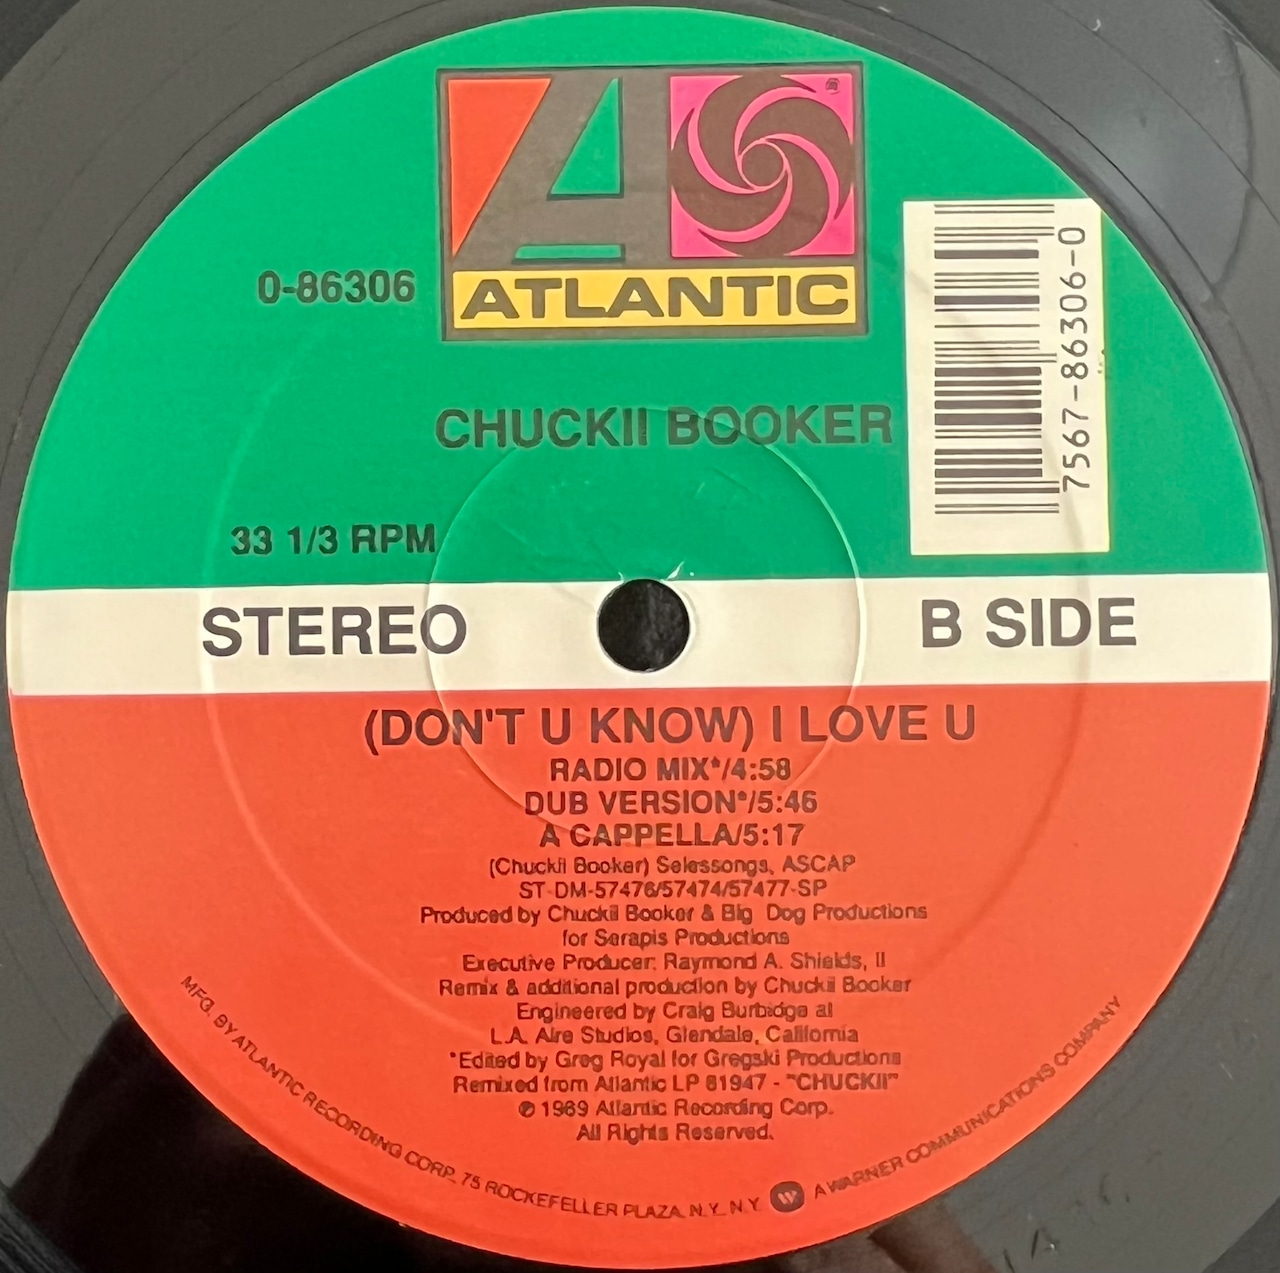 ATLANTIC
0-86306
7567-86306-0
CHUCKII BOOKER
33 1/3 RPM
STEREO
B SIDE
(DON'T U KNOW) I LOVE U
RADIO MIX*/4:58
DUB VERSION*/5:46
A CAPPELLA/5:17
(Chuckii Booker) Selessongs, ASCAP
ST-DM-57476/57474/57477-SP
Produced by Chuckii Booker & Big Dog Productions
for Serapis Productions
Executive Producer: Raymond A. Shields, II
Remix & additional production by Chuckii Booker
Engineered by Craig Burbidge at
L.A. Aire Studios, Glendale, California
*Edited by Greg Royal for Gregski Productions
Remixed from Atlantic LP 81947 - "CHUCKII"
℗ 1989 Atlantic Recording Corp.
All Rights Reserved.
MFG. BY ATLANTIC RECORDING CORP., 75 ROCKEFELLER PLAZA, N.Y., N.Y. A WARNER COMMUNICATIONS COMPANY